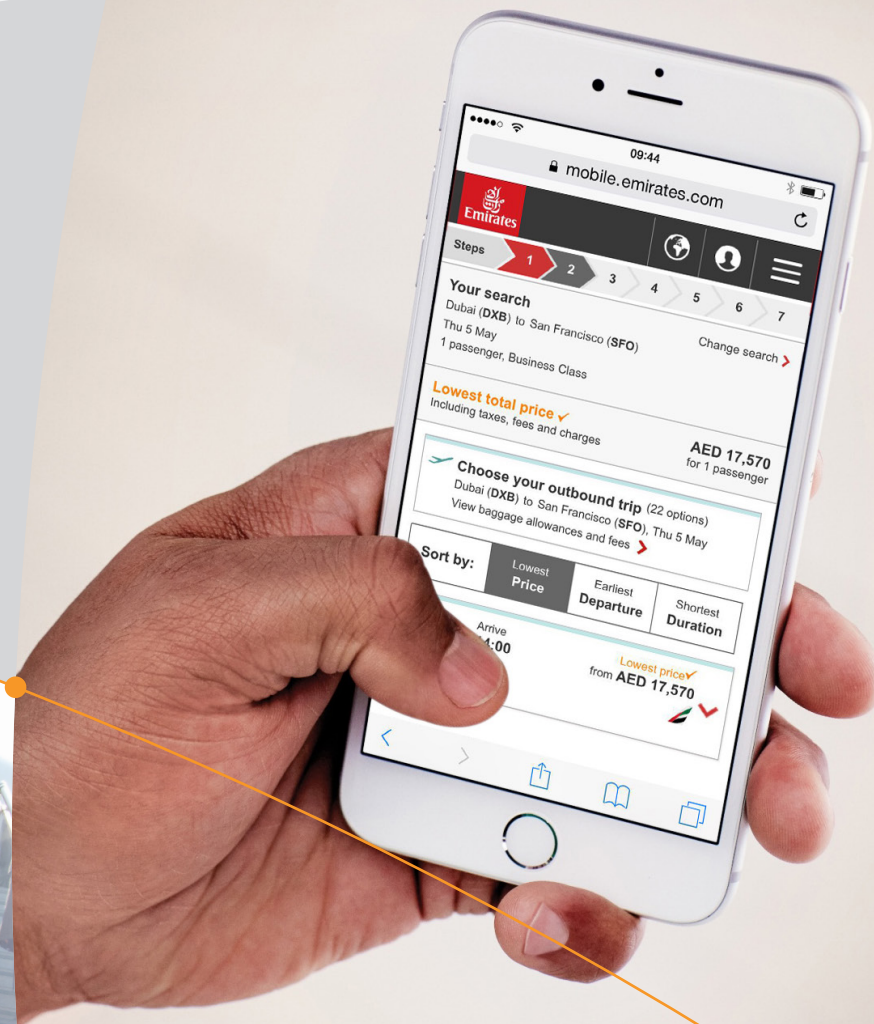 09:44
mobile.emirates.com
Emirates
Steps 1 2 3 4 5 6 7
Your search
Dubai (DXB) to San Francisco (SFO)
Thu 5 May
Change search
1 passenger, Business Class
Lowest total price
Including taxes, fees and charges
AED 17,570
for 1 passenger
Choose your outbound trip (22 options)
Dubai (DXB) to San Francisco (SFO), Thu 5 May
View baggage allowances and fees
Sort by:
Lowest
Price
Earliest
Departure
Shortest
Duration
Arrive
Lowest price
from AED 17,570